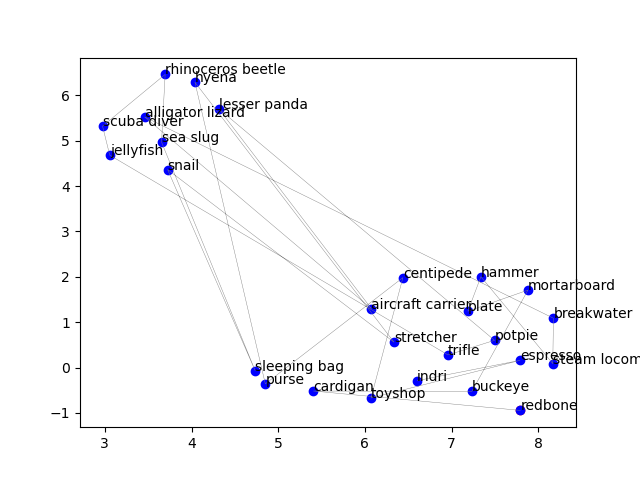 rhinoceros beetle
hyena
lesser panda
alligator lizard
scuba diver
sea slug
jellyfish
snail
centipede
hammer
mortarboard
aircraft carrier
plate
breakwater
stretcher
potpie
trifle
espresso
steam locom
sleeping bag
purse
indri
cardigan
toyshop
buckeye
redbone
6
5
4
3
2
1
0
−1
3
4
5
6
7
8